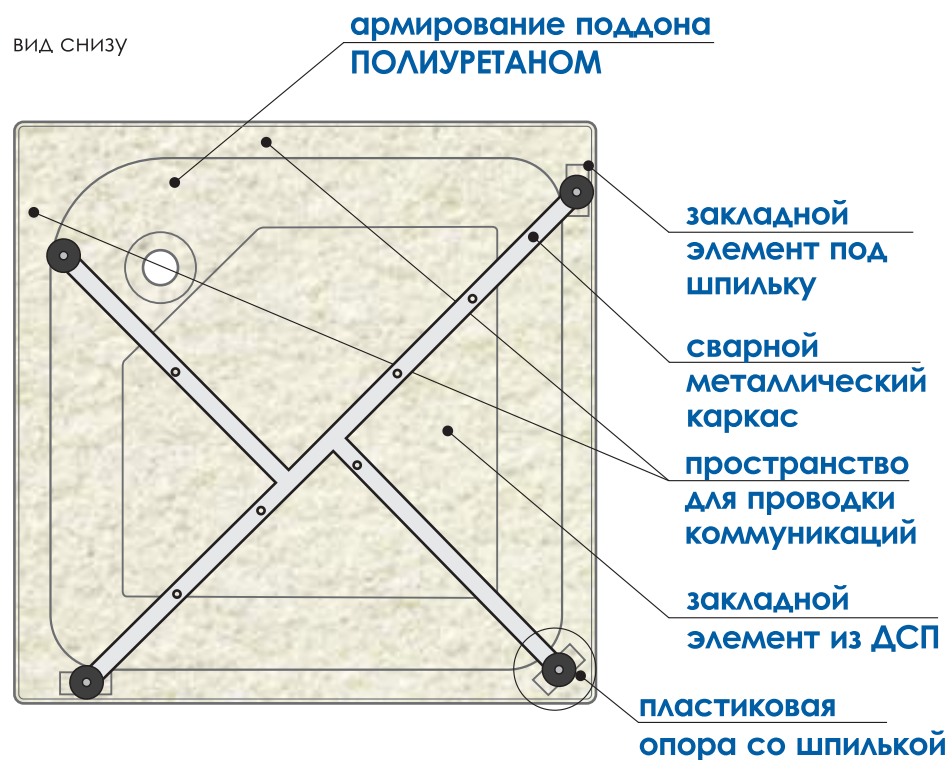 вид снизу
армирование поддона
ПОЛИУРЕТАНОМ
закладной
элемент под
шпильку
сварной
металлический
каркас
пространство
для проводки
коммуникаций
закладной
элемент из ДСП
пластиковая
опора со шпилькой